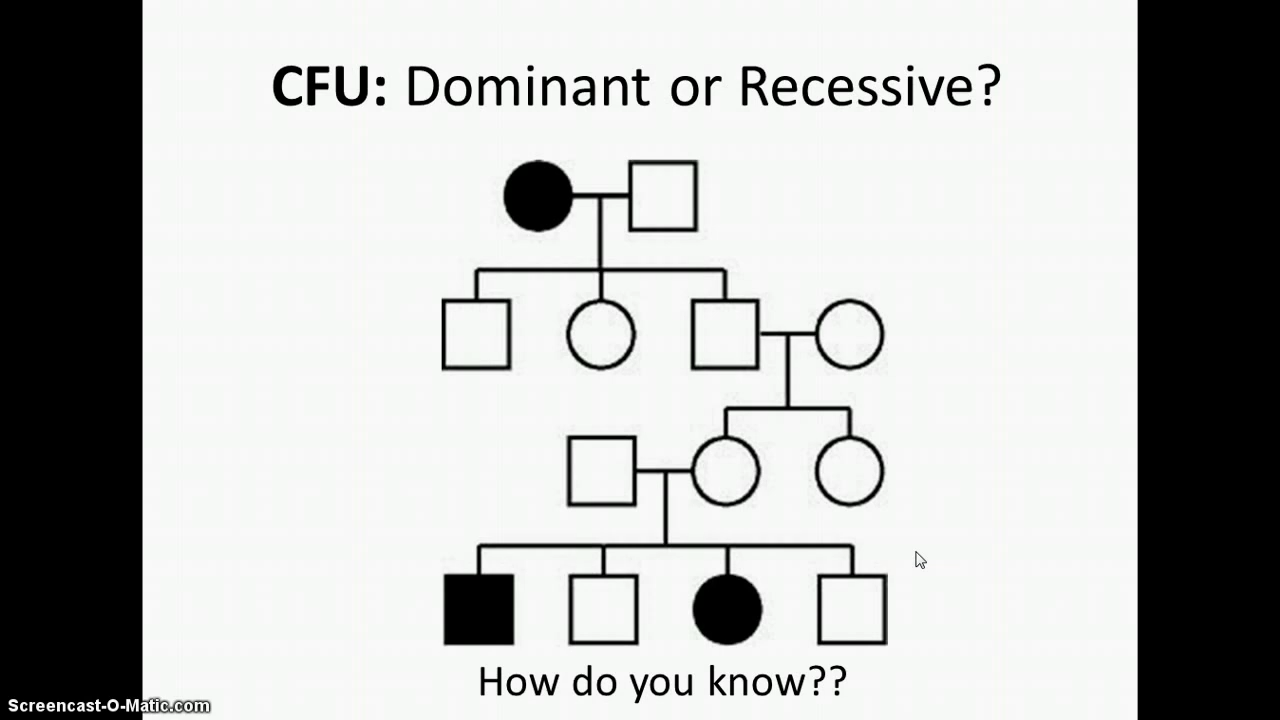 CFU: Dominant or Recessive?
How do you know??
Screencast-O-Matic.com